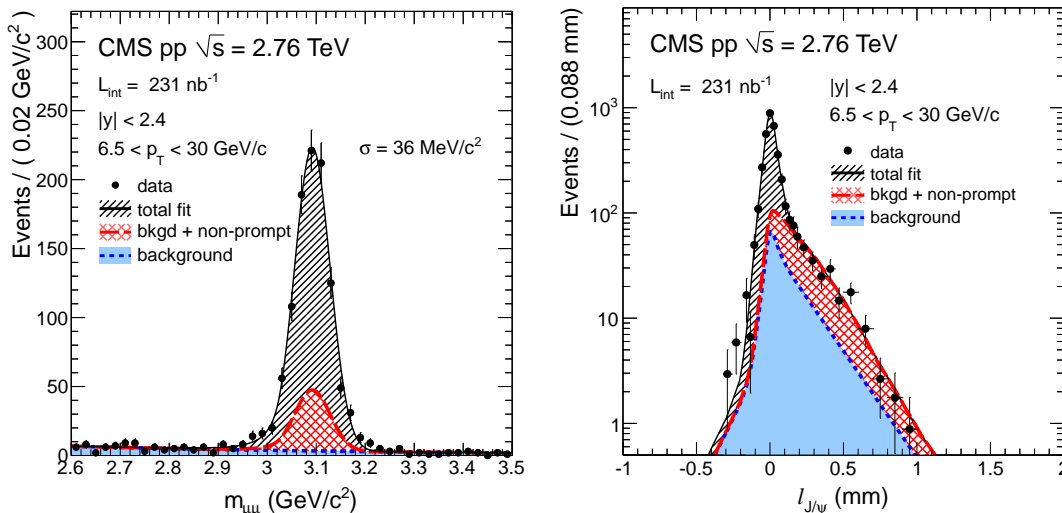 CMS pp √s = 2.76 TeV
L_int = 231 nb⁻¹
|y| < 2.4
6.5 < p_T < 30 GeV/c
σ = 36 MeV/c²
data
total fit
bkgd + non-prompt
background
Events / ( 0.02 GeV/c²)
0
50
100
150
200
250
300
2.6
2.7
2.8
2.9
3
3.1
3.2
3.3
3.4
3.5
m_μμ (GeV/c²)
CMS pp √s = 2.76 TeV
L_int = 231 nb⁻¹
|y| < 2.4
6.5 < p_T < 30 GeV/c
data
total fit
bkgd + non-prompt
background
Events / (0.088 mm)
10³
10²
10
1
-1
-0.5
0
0.5
1
1.5
2
l_J/ψ (mm)